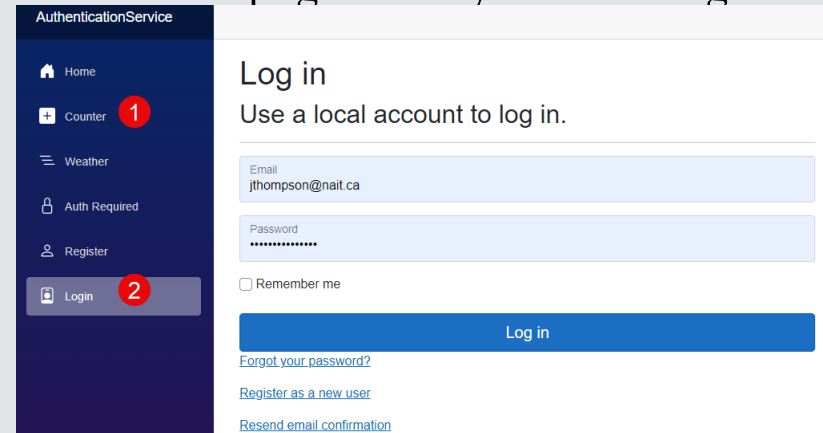 AuthenticationService
Home
Counter 1
Weather
Auth Required
Register
Login 2
Log in
Use a local account to log in.
Email
jthompson@nait.ca
Password
•••••••••••••••
Remember me
Log in
Forgot your password?
Register as a new user
Resend email confirmation